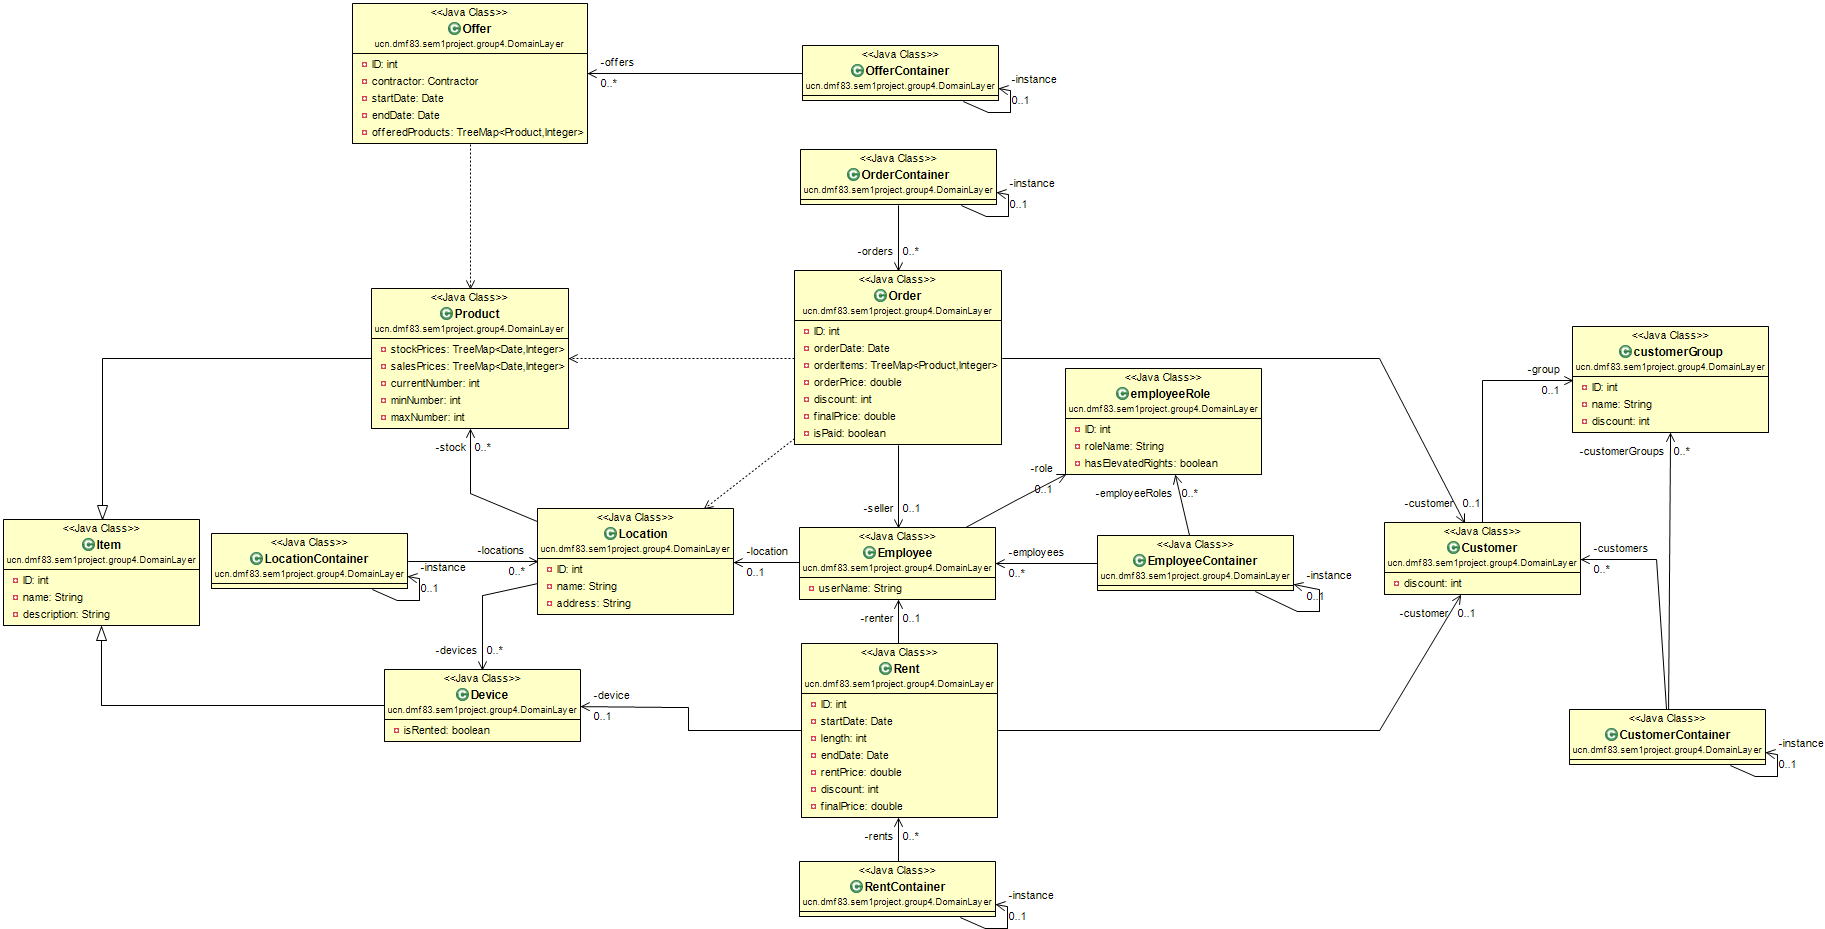 <<Java Class>>
Offer
ucn.dmf83.sem1project.group4.DomainLayer
ID: int
contractor: Contractor
startDate: Date
endDate: Date
offeredProducts: TreeMap<Product,Integer>
-offers
0..*
<<Java Class>>
OfferContainer
ucn.dmf83.sem1project.group4.DomainLayer
-instance
0..1
<<Java Class>>
OrderContainer
ucn.dmf83.sem1project.group4.DomainLayer
-instance
0..1
-orders
0..*
<<Java Class>>
Product
ucn.dmf83.sem1project.group4.DomainLayer
stockPrices: TreeMap<Date,Integer>
salesPrices: TreeMap<Date,Integer>
currentNumber: int
minNumber: int
maxNumber: int
-stock
0..*
<<Java Class>>
Order
ucn.dmf83.sem1project.group4.DomainLayer
ID: int
orderDate: Date
orderItems: TreeMap<Product,Integer>
orderPrice: double
discount: int
finalPrice: double
isPaid: boolean
-seller
0..1
<<Java Class>>
employeeRole
ucn.dmf83.sem1project.group4.DomainLayer
ID: int
roleName: String
hasElevatedRights: boolean
-role
0..1
-employeeRoles
0..*
<<Java Class>>
customerGroup
ucn.dmf83.sem1project.group4.DomainLayer
ID: int
name: String
discount: int
-group
0..1
-customerGroups
0..*
-customer
0..1
<<Java Class>>
Item
ucn.dmf83.sem1project.group4.DomainLayer
ID: int
name: String
description: String
<<Java Class>>
LocationContainer
ucn.dmf83.sem1project.group4.DomainLayer
-instance
0..1
-locations
0..*
<<Java Class>>
Location
ucn.dmf83.sem1project.group4.DomainLayer
ID: int
name: String
address: String
-location
0..1
<<Java Class>>
Employee
ucn.dmf83.sem1project.group4.DomainLayer
userName: String
-employees
0..*
<<Java Class>>
EmployeeContainer
ucn.dmf83.sem1project.group4.DomainLayer
-instance
0..1
<<Java Class>>
Customer
ucn.dmf83.sem1project.group4.DomainLayer
discount: int
-customers
0..*
-customer
0..1
-renter
0..1
-devices
0..*
<<Java Class>>
Device
ucn.dmf83.sem1project.group4.DomainLayer
isRented: boolean
-device
0..1
<<Java Class>>
Rent
ucn.dmf83.sem1project.group4.DomainLayer
ID: int
startDate: Date
length: int
endDate: Date
rentPrice: double
discount: int
finalPrice: double
<<Java Class>>
CustomerContainer
ucn.dmf83.sem1project.group4.DomainLayer
-instance
0..1
-rents
0..*
<<Java Class>>
RentContainer
ucn.dmf83.sem1project.group4.DomainLayer
-instance
0..1